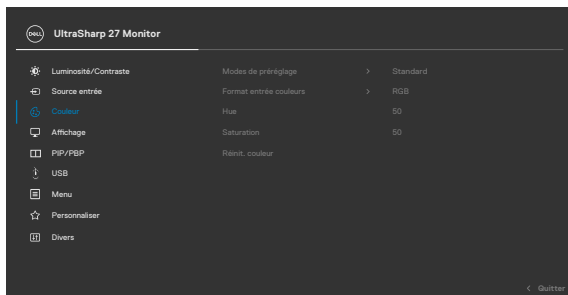 DELL UltraSharp 27 Monitor
Luminosité/Contraste Modes de préréglage > Standard
Source entrée Format entrée couleurs > RGB
Couleur Hue 50
Affichage Saturation 50
PIP/PBP Réinit. couleur
USB
Menu
Personnaliser
Divers
< Quitter